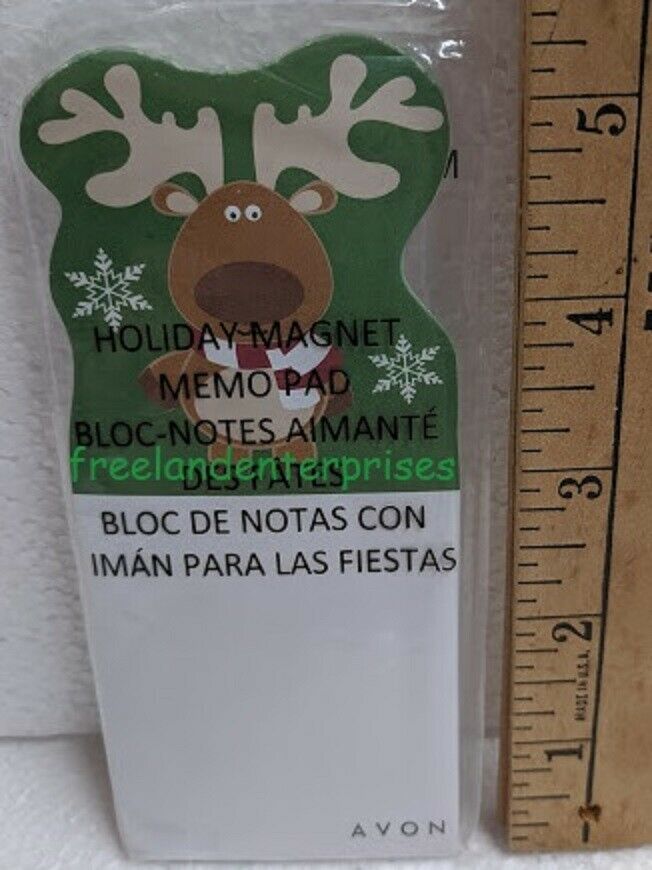 M
HOLIDAY MAGNET
MEMO PAD
BLOC-NOTES AIMANTÉ
freelandenterprises
DES FATES
BLOC DE NOTAS CON
IMÁN PARA LAS FIESTAS
AVON
5
4
3
2
1
MADE IN U.S.A.